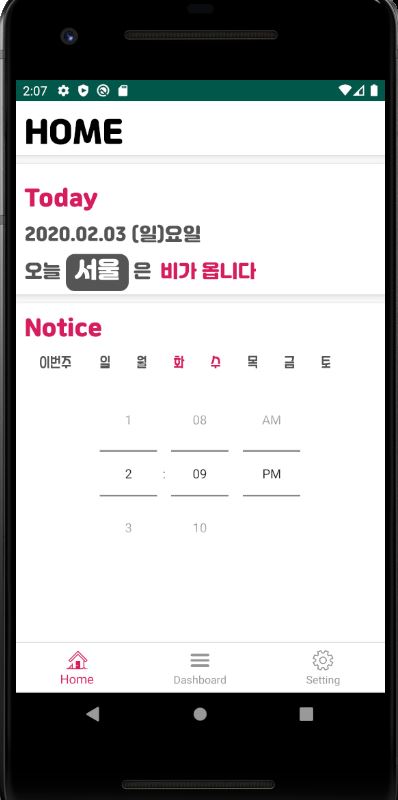 2:07
HOME
Today
2020.02.03 (일)요일
오늘 서울 은 비가 옵니다
Notice
이번주 일 월 화 수 목 금 토
1 08 AM
2 : 09 PM
3 10
Home Dashboard Setting